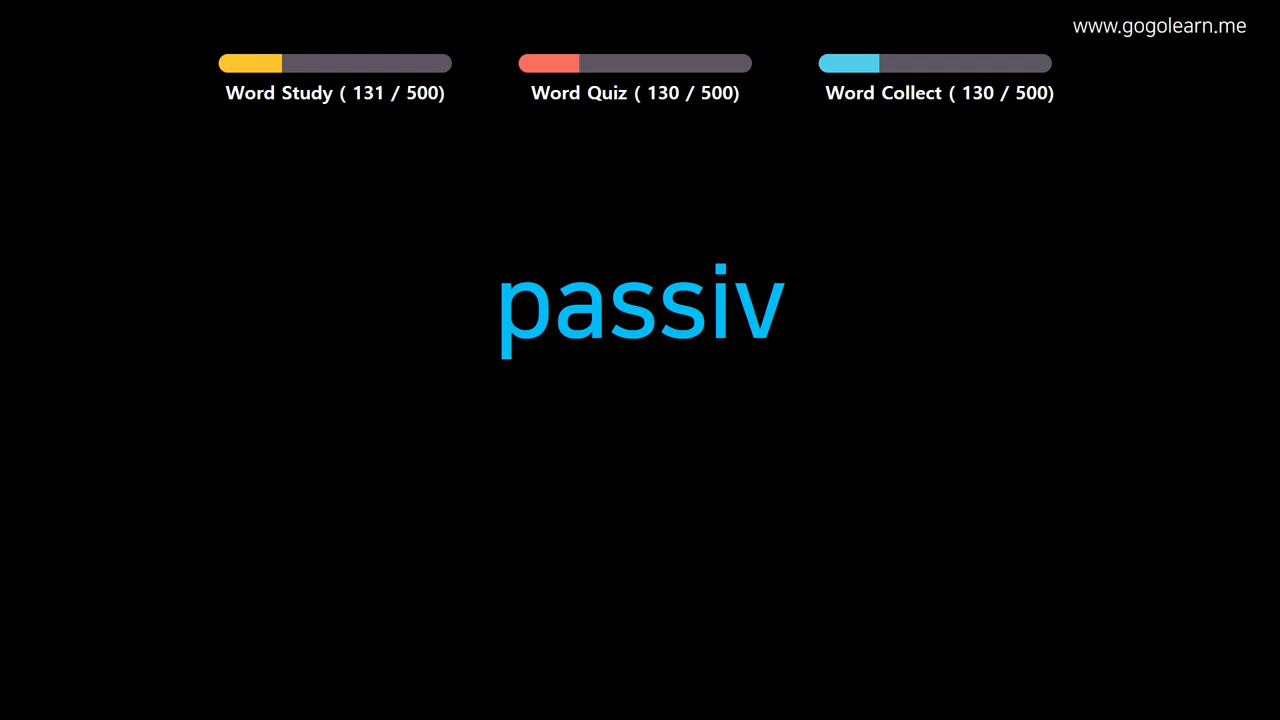 www.gogolearn.me
Word Study ( 131 / 500)
Word Quiz ( 130 / 500)
Word Collect ( 130 / 500)
passiv